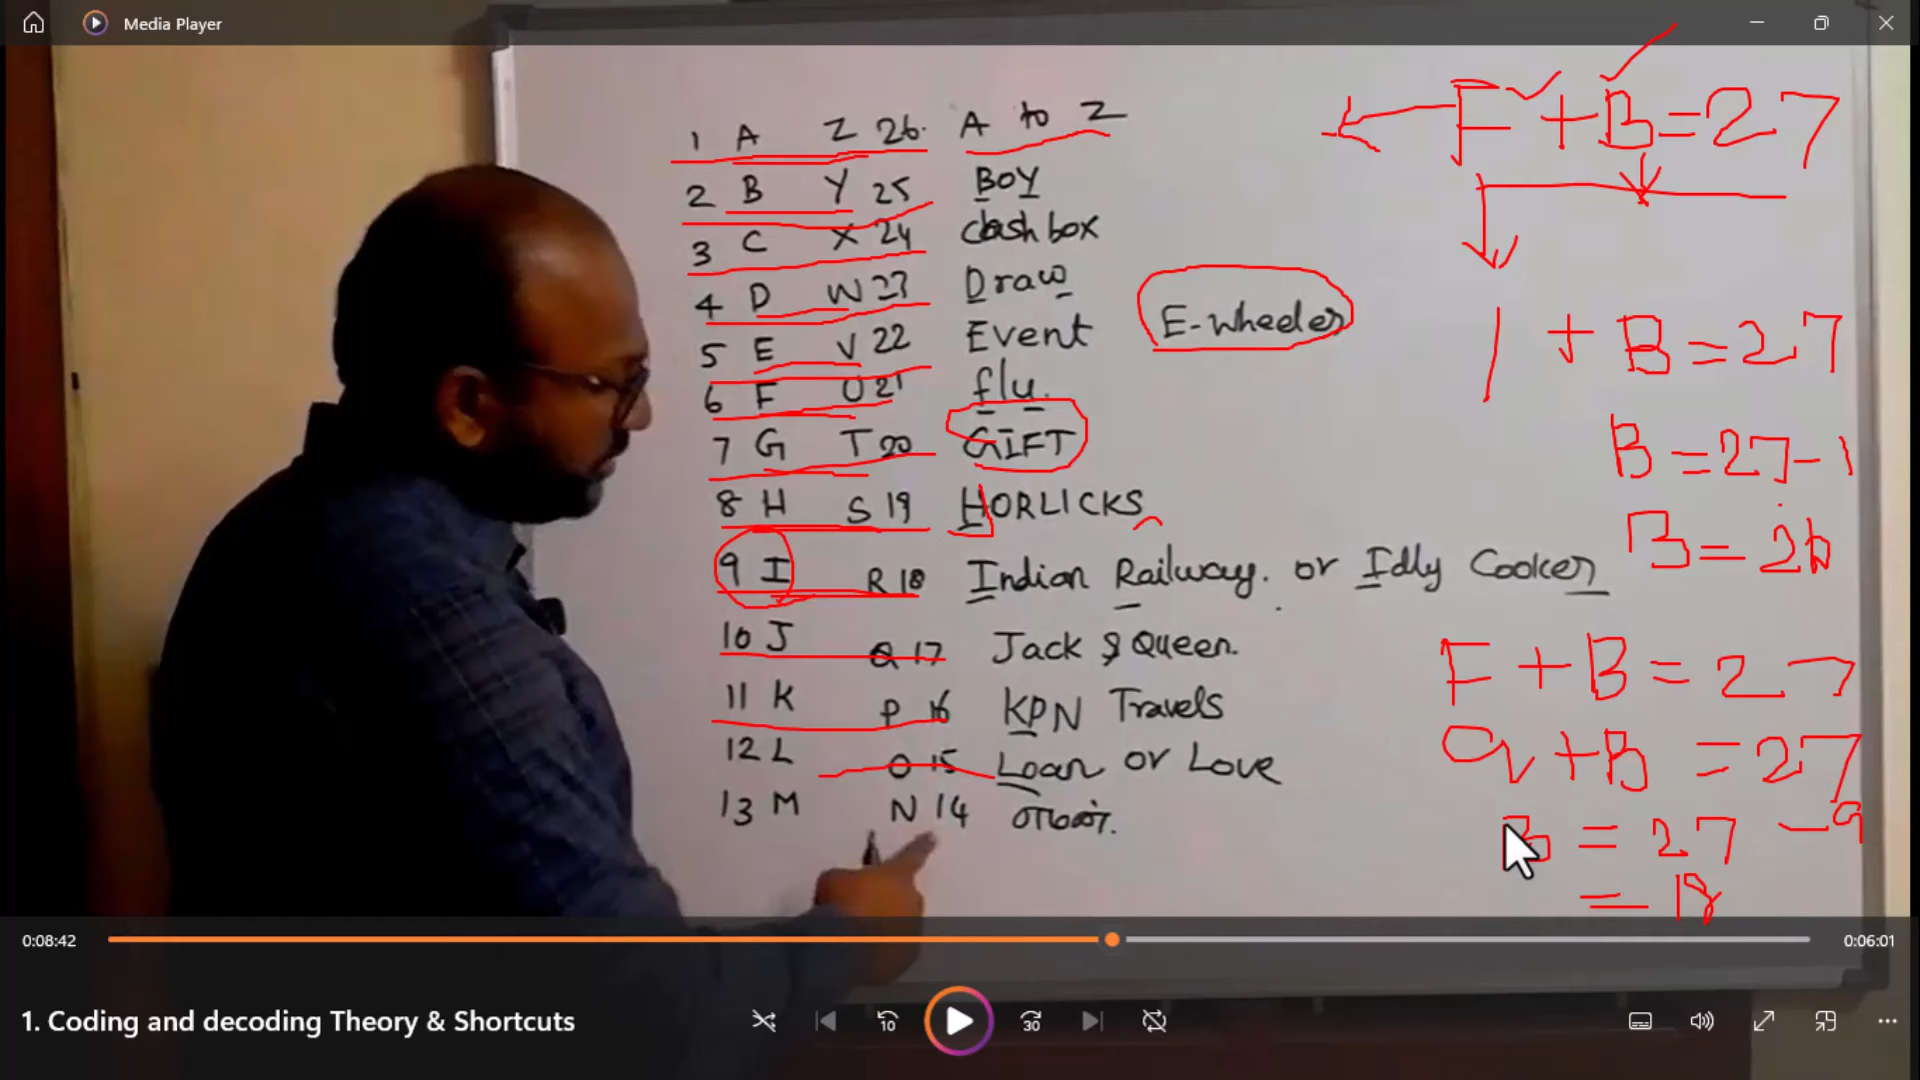 Media Player
1 A Z 26. A to Z
2 B Y 25 BOY
3 C X 24 Cash box
4 D W 23 Draw
5 E V 22 Event E-wheeler
6 F U 21 flu.
7 G T 20 GIFT
8 H S 19 HORLICKS
9 I R 18 Indian Railway. or Idly Cooker
10 J Q 17 Jack & Queen.
11 K P 16 KPN Travels
12 L O 15 Loan or Love
13 M N 14
F + B = 27
1 + B = 27
B = 27 - 1
B = 26
F + B = 27
9 + B = 27
B = 27 - 9
= 18
0:08:42
0:06:01
1. Coding and decoding Theory & Shortcuts
10
30